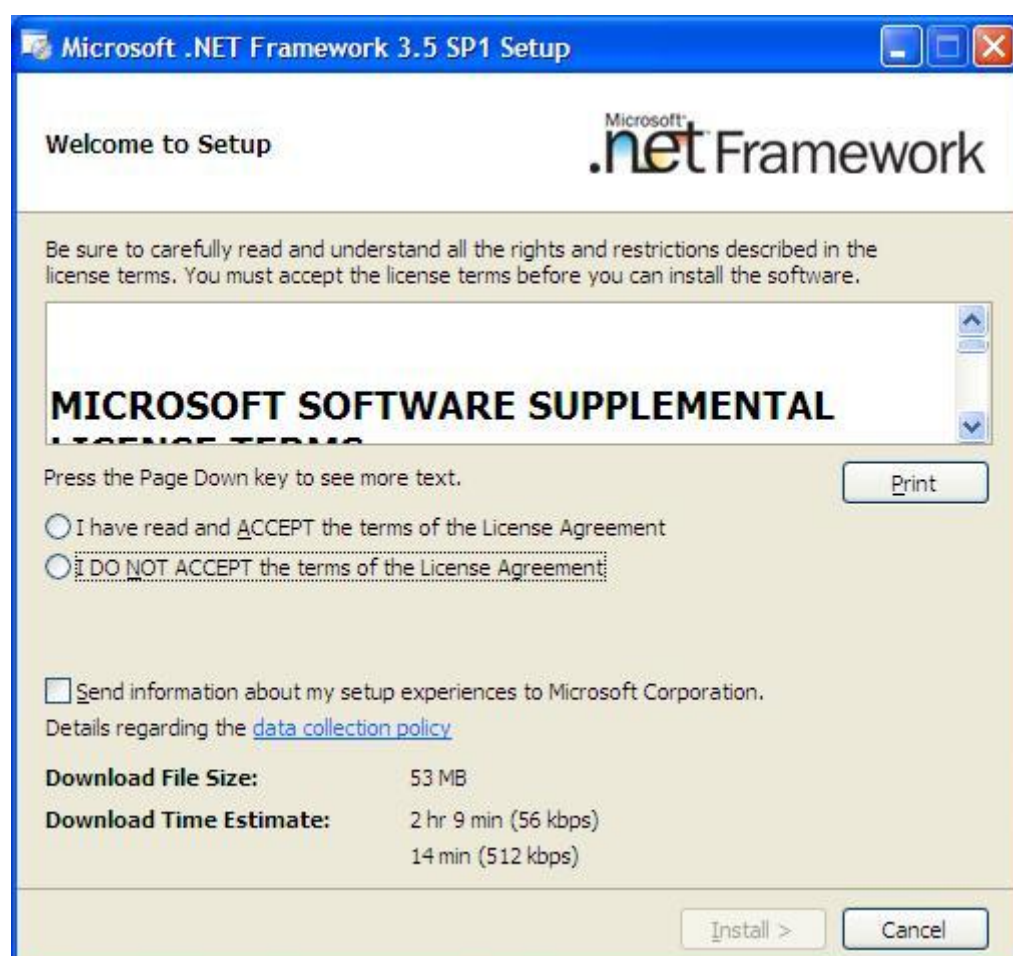 Microsoft .NET Framework 3.5 SP1 Setup
Welcome to Setup
Microsoft
.net Framework
Be sure to carefully read and understand all the rights and restrictions described in the
license terms. You must accept the license terms before you can install the software.
MICROSOFT SOFTWARE SUPPLEMENTAL
LICENSE TERMS
Press the Page Down key to see more text.
Print
I have read and ACCEPT the terms of the License Agreement
I DO NOT ACCEPT the terms of the License Agreement
Send information about my setup experiences to Microsoft Corporation.
Details regarding the data collection policy
Download File Size: 53 MB
Download Time Estimate: 2 hr 9 min (56 kbps)
14 min (512 kbps)
Install > Cancel